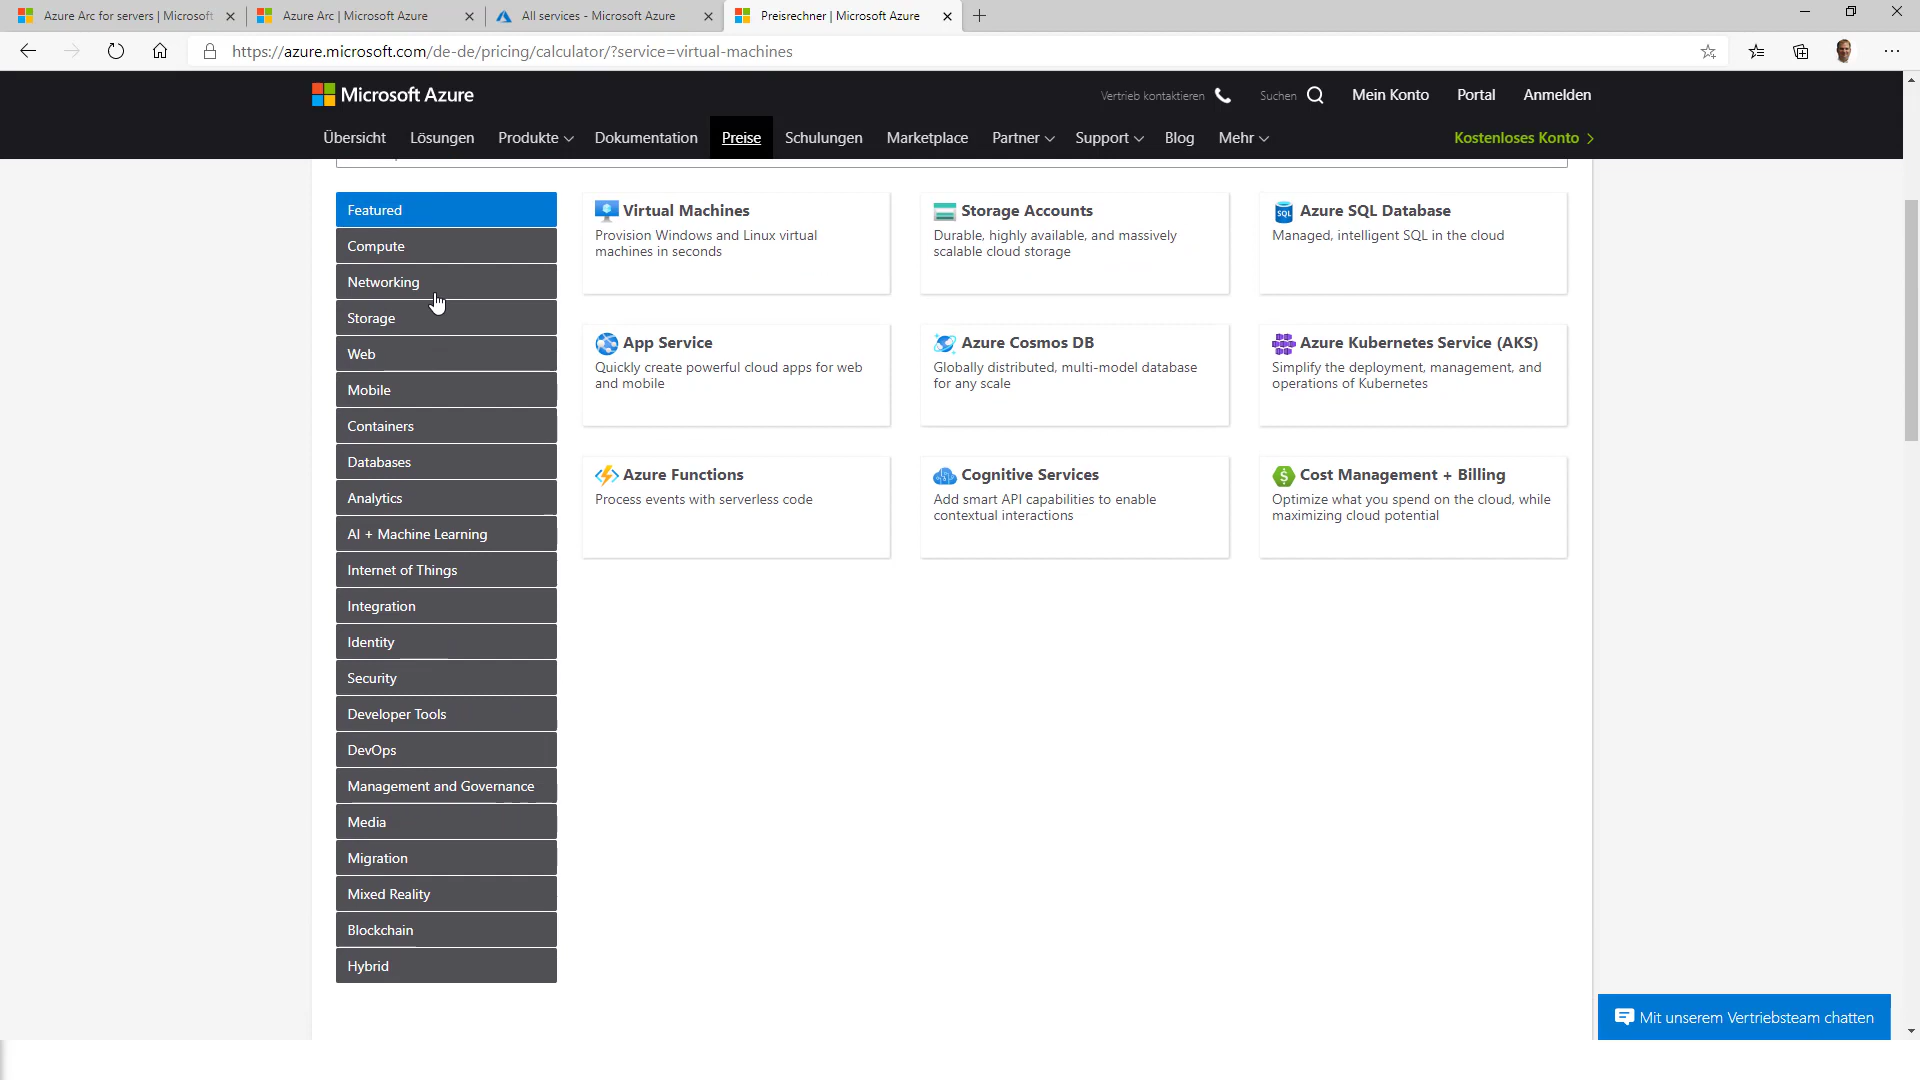 Azure Arc for servers | Microsoft
Azure Arc | Microsoft Azure
All services - Microsoft Azure
Preisrechner | Microsoft Azure
https://azure.microsoft.com/de-de/pricing/calculator/?service=virtual-machines
Microsoft Azure
Vertrieb kontaktieren
Suchen
Mein Konto
Portal
Anmelden
Übersicht
Lösungen
Produkte
Dokumentation
Preise
Schulungen
Marketplace
Partner
Support
Blog
Mehr
Kostenloses Konto
Featured
Compute
Networking
Storage
Web
Mobile
Containers
Databases
Analytics
AI + Machine Learning
Internet of Things
Integration
Identity
Security
Developer Tools
DevOps
Management and Governance
Media
Migration
Mixed Reality
Blockchain
Hybrid
Virtual Machines
Provision Windows and Linux virtual
machines in seconds
Storage Accounts
Durable, highly available, and massively
scalable cloud storage
SQL
Azure SQL Database
Managed, intelligent SQL in the cloud
App Service
Quickly create powerful cloud apps for web
and mobile
Azure Cosmos DB
Globally distributed, multi-model database
for any scale
Azure Kubernetes Service (AKS)
Simplify the deployment, management, and
operations of Kubernetes
Azure Functions
Process events with serverless code
Cognitive Services
Add smart API capabilities to enable
contextual interactions
$
Cost Management + Billing
Optimize what you spend on the cloud, while
maximizing cloud potential
Mit unserem Vertriebsteam chatten